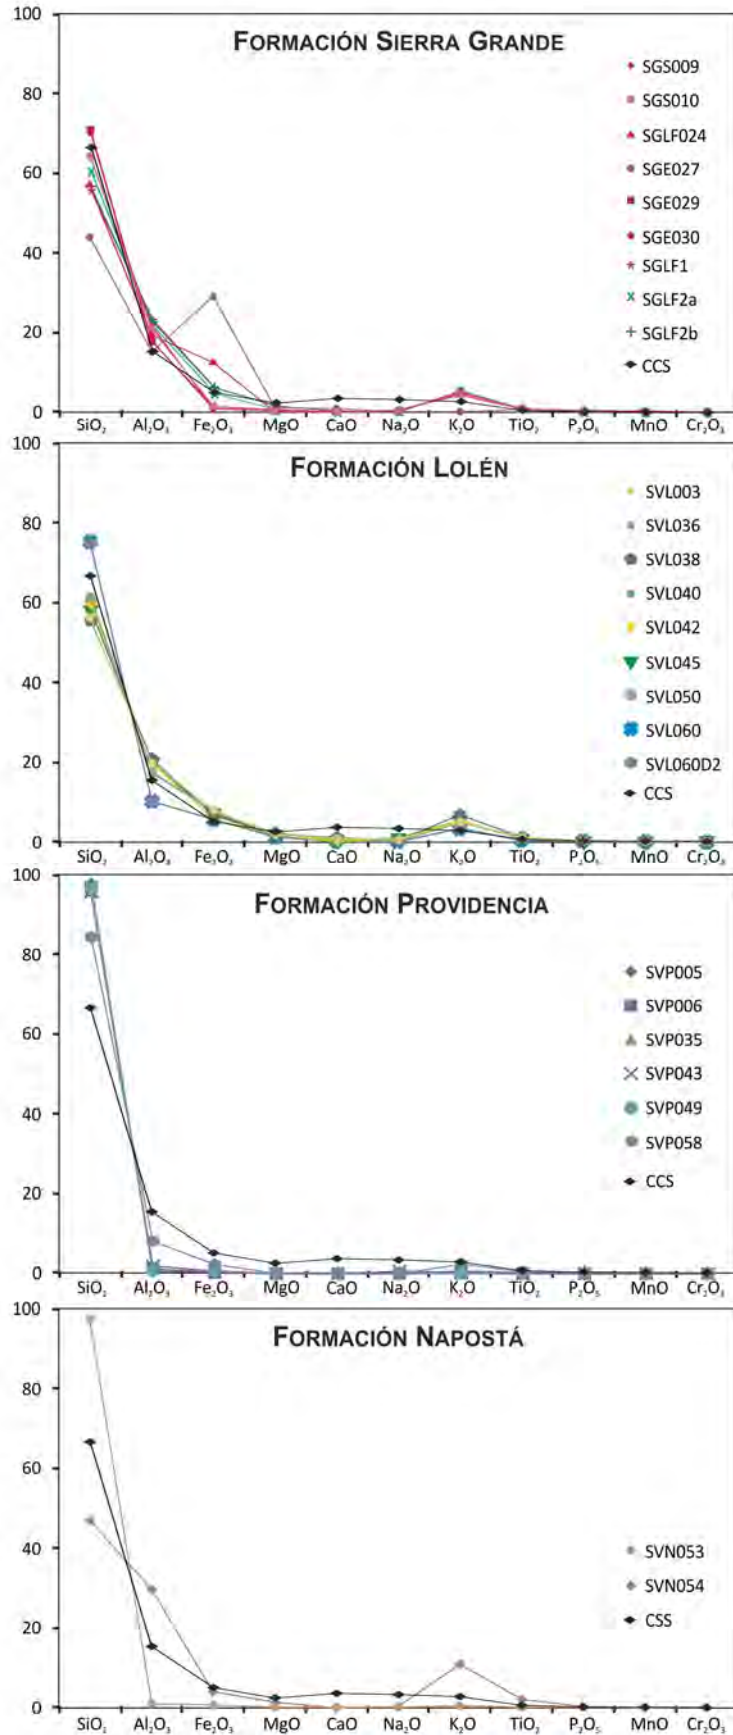 FORMACIÓN SIERRA GRANDE
100
80
60
40
20
0
SiO₂ Al₂O₃ Fe₂O₃ MgO CaO Na₂O K₂O TiO₂ P₂O₅ MnO Cr₂O₃
SGS009
SGS010
SGLF024
SGE027
SGE029
SGE030
SGLF1
SGLF2a
SGLF2b
CCS
FORMACIÓN LOLÉN
100
80
60
40
20
0
SiO₂ Al₂O₃ Fe₂O₃ MgO CaO Na₂O K₂O TiO₂ P₂O₅ MnO Cr₂O₃
SVL003
SVL036
SVL038
SVL040
SVL042
SVL045
SVL050
SVL060
SVL060D2
CCS
FORMACIÓN PROVIDENCIA
100
80
60
40
20
0
SiO₂ Al₂O₃ Fe₂O₃ MgO CaO Na₂O K₂O TiO₂ P₂O₅ MnO Cr₂O₃
SVP005
SVP006
SVP035
SVP043
SVP049
SVP058
CCS
FORMACIÓN NAPOSTÁ
100
80
60
40
20
0
SiO₂ Al₂O₃ Fe₂O₃ MgO CaO Na₂O K₂O TiO₂ P₂O₅ MnO Cr₂O₃
SVN053
SVN054
CSS